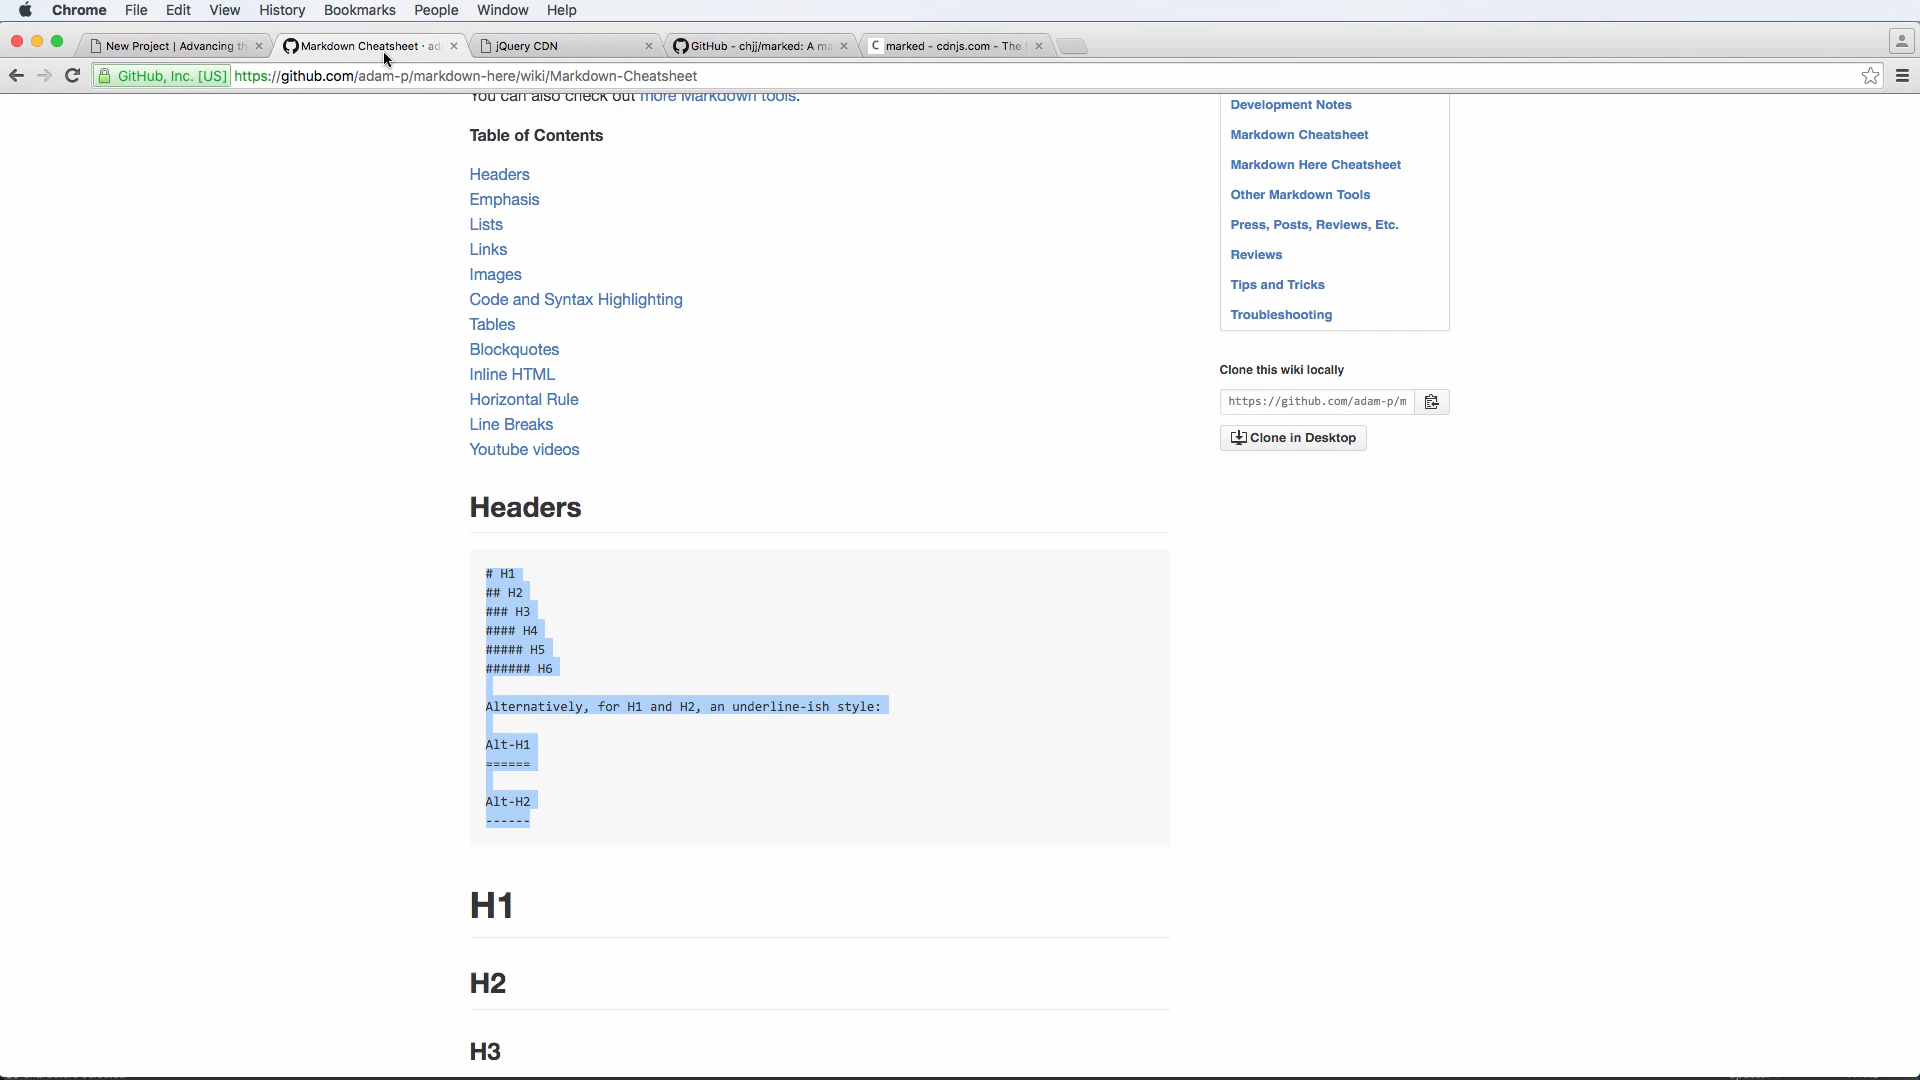 Chrome File Edit View History Bookmarks People Window Help
New Project | Advancing th
Markdown Cheatsheet · ad
jQuery CDN
GitHub - chjj/marked: A ma
C marked - cdnjs.com - The
GitHub, Inc. [US] https://github.com/adam-p/markdown-here/wiki/Markdown-Cheatsheet
You can also check out more Markdown tools.
Table of Contents
Headers
Emphasis
Lists
Links
Images
Code and Syntax Highlighting
Tables
Blockquotes
Inline HTML
Horizontal Rule
Line Breaks
Youtube videos
Headers
# H1
## H2
### H3
#### H4
##### H5
###### H6
Alternatively, for H1 and H2, an underline-ish style:
Alt-H1
======
Alt-H2
------
H1
H2
H3
Development Notes
Markdown Cheatsheet
Markdown Here Cheatsheet
Other Markdown Tools
Press, Posts, Reviews, Etc.
Reviews
Tips and Tricks
Troubleshooting
Clone this wiki locally
https://github.com/adam-p/m
Clone in Desktop